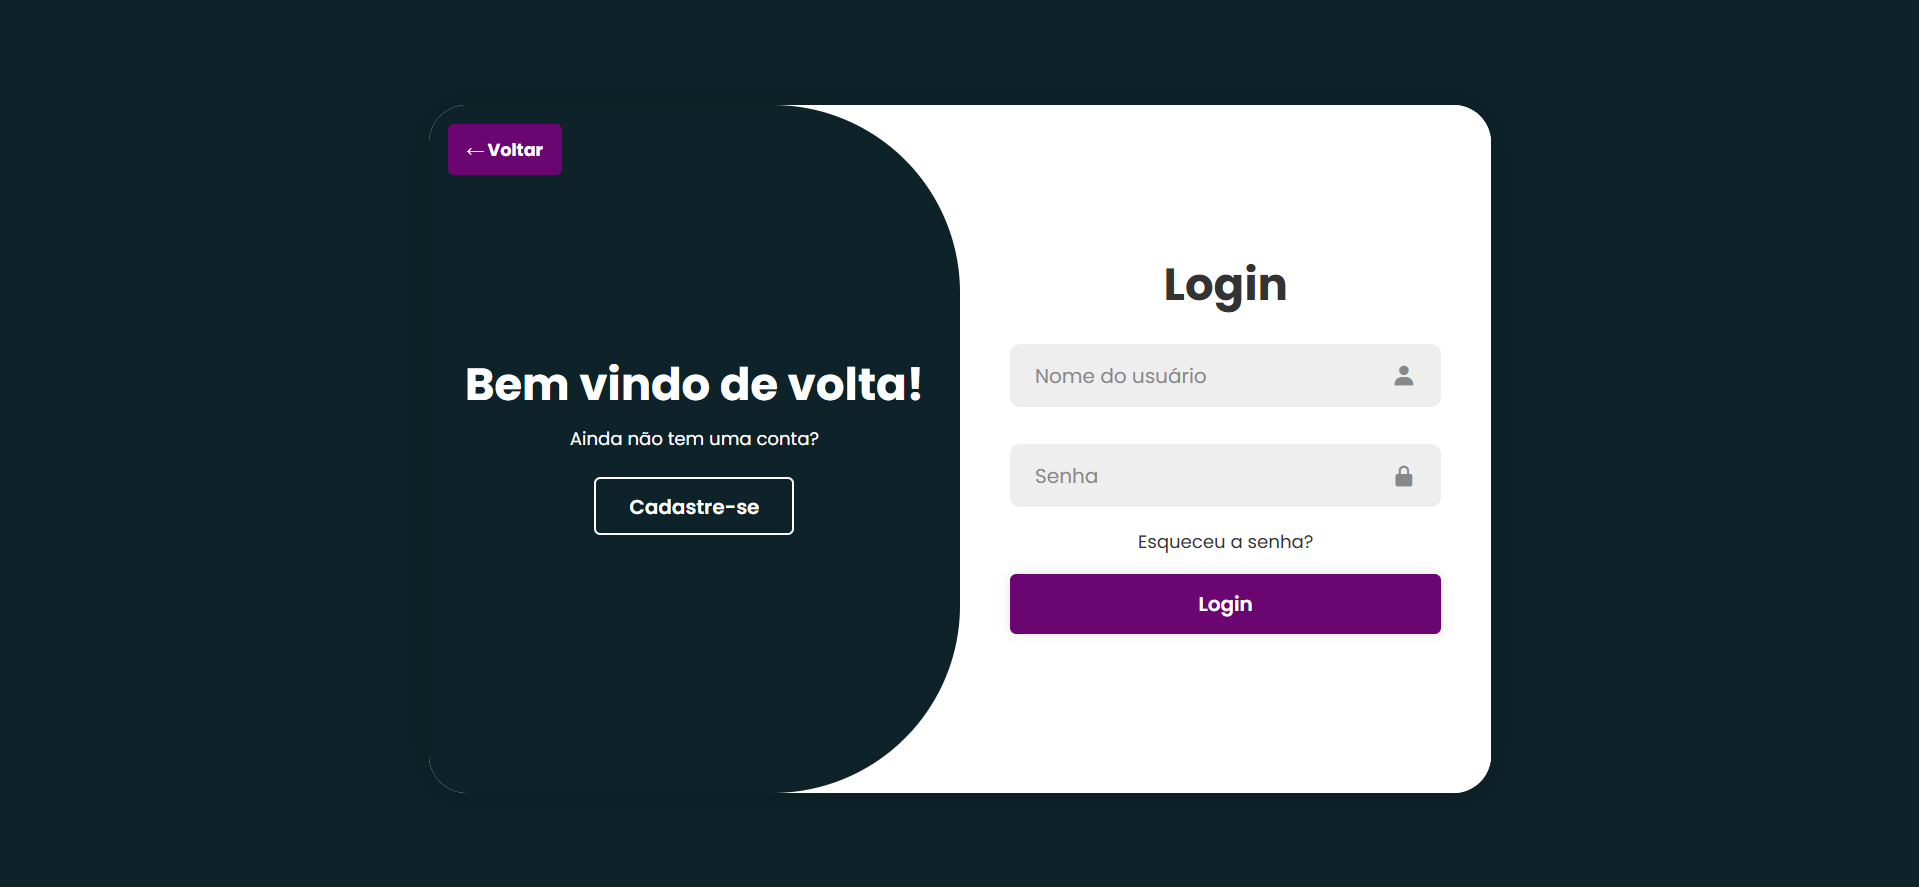 ←Voltar
Bem vindo de volta!
Ainda não tem uma conta?
Cadastre-se
Login
Nome do usuário
Senha
Esqueceu a senha?
Login